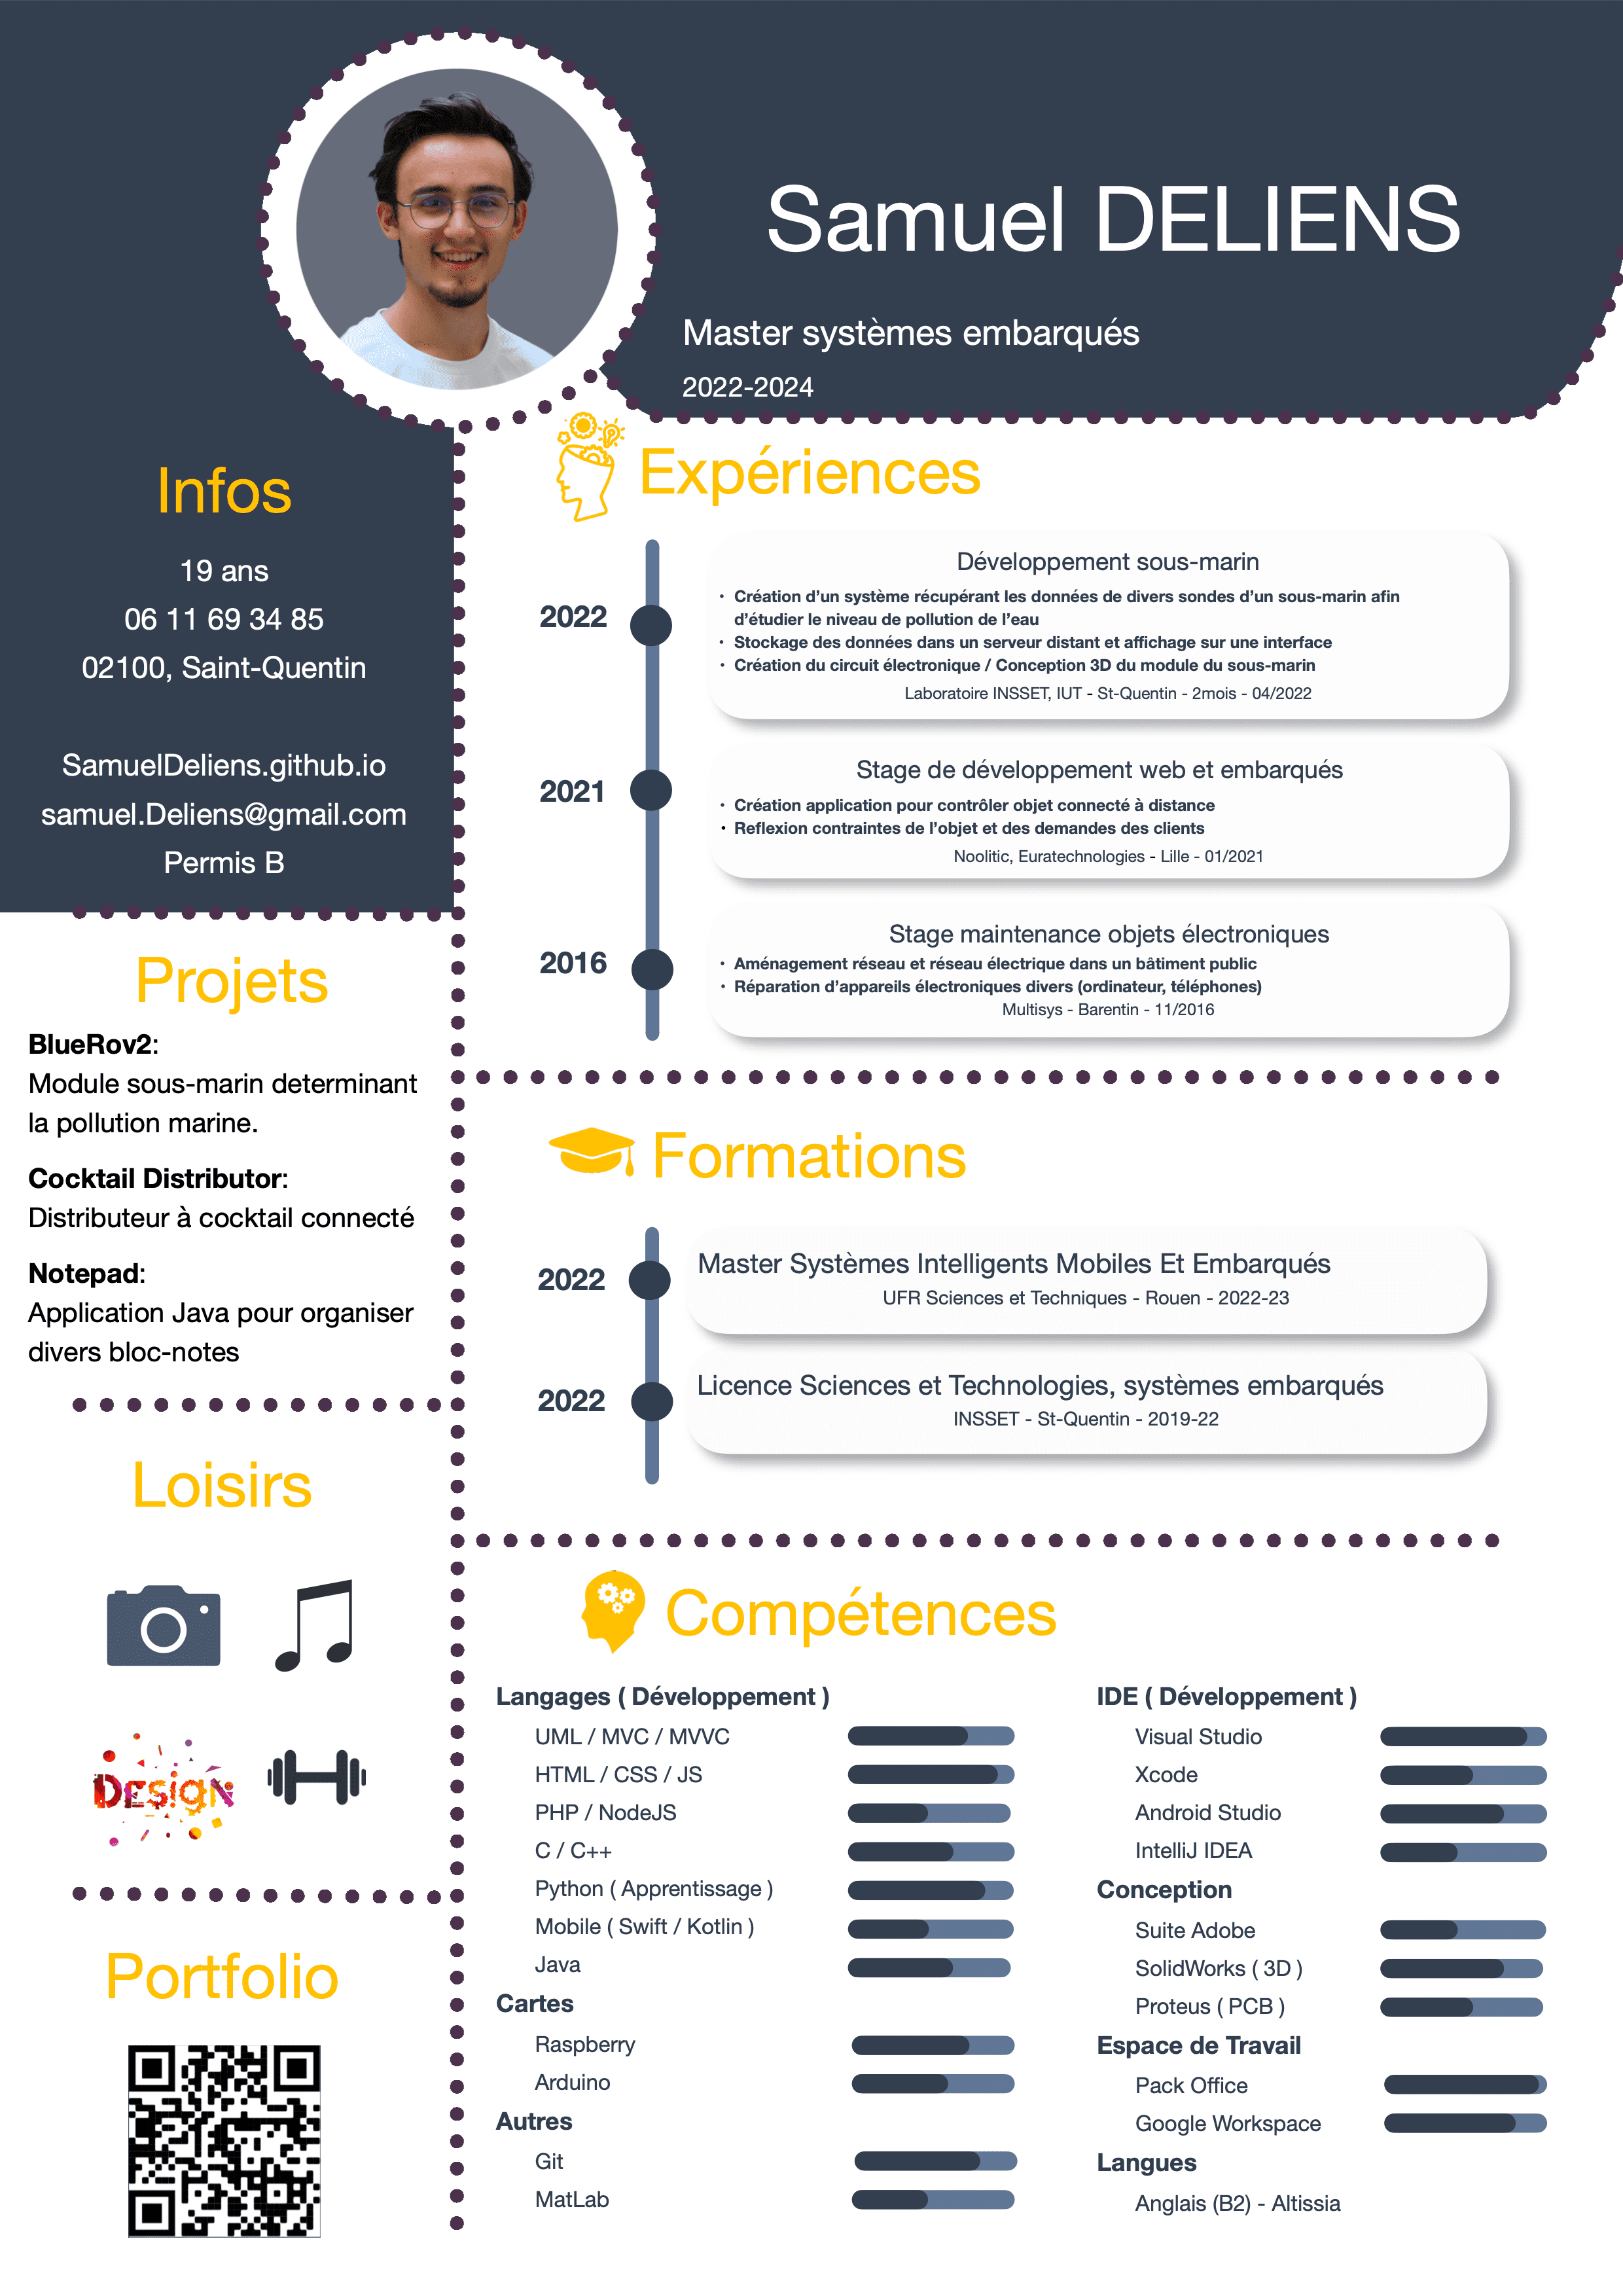 Samuel DELIENS
Master systèmes embarqués
2022-2024
Infos
19 ans
06 11 69 34 85
02100, Saint-Quentin
SamuelDeliens.github.io
samuel.Deliens@gmail.com
Permis B
Projets
BlueRov2:
Module sous-marin determinant
la pollution marine.
Cocktail Distributor:
Distributeur à cocktail connecté
Notepad:
Application Java pour organiser
divers bloc-notes
Loisirs
DESIGN
Portfolio
Expériences
2022
Développement sous-marin
• Création d'un système récupérant les données de divers sondes d'un sous-marin afin
d'étudier le niveau de pollution de l'eau
• Stockage des données dans un serveur distant et affichage sur une interface
• Création du circuit électronique / Conception 3D du module du sous-marin
Laboratoire INSSET, IUT - St-Quentin - 2mois - 04/2022
2021
Stage de développement web et embarqués
• Création application pour contrôler objet connecté à distance
• Reflexion contraintes de l'objet et des demandes des clients
Noolitic, Euratechnologies - Lille - 01/2021
2016
Stage maintenance objets électroniques
• Aménagement réseau et réseau électrique dans un bâtiment public
• Réparation d'appareils électroniques divers (ordinateur, téléphones)
Multisys - Barentin - 11/2016
Formations
2022
Master Systèmes Intelligents Mobiles Et Embarqués
UFR Sciences et Techniques - Rouen - 2022-23
2022
Licence Sciences et Technologies, systèmes embarqués
INSSET - St-Quentin - 2019-22
Compétences
Langages ( Développement )
UML / MVC / MVVC
HTML / CSS / JS
PHP / NodeJS
C / C++
Python ( Apprentissage )
Mobile ( Swift / Kotlin )
Java
Cartes
Raspberry
Arduino
Autres
Git
MatLab
IDE ( Développement )
Visual Studio
Xcode
Android Studio
IntelliJ IDEA
Conception
Suite Adobe
SolidWorks ( 3D )
Proteus ( PCB )
Espace de Travail
Pack Office
Google Workspace
Langues
Anglais (B2) - Altissia